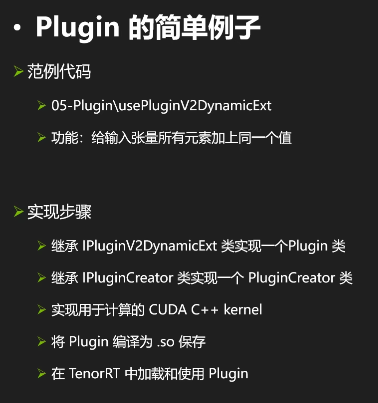 • Plugin 的简单例子
➢范例代码
➢05-Plugin\usePluginV2DynamicExt
➢功能：给输入张量所有元素加上同一个值
➢实现步骤
➢继承 IPluginV2DynamicExt 类实现一个Plugin 类
➢继承 IPluginCreator 类实现一个 PluginCreator 类
➢实现用于计算的 CUDA C++ kernel
➢将 Plugin 编译为 .so 保存
➢在 TenorRT 中加载和使用 Plugin